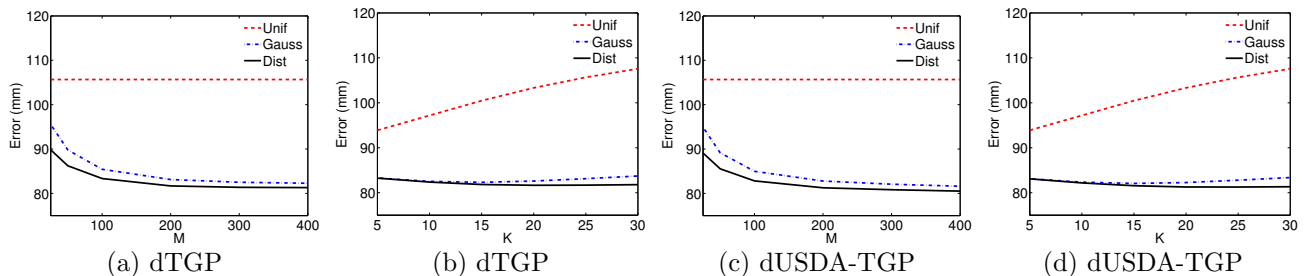 120
110
100
90
80
Error (mm)
100 200 300 400
M
Unif
Gauss
Dist
(a) dTGP
120
110
100
90
80
Error (mm)
5 10 15 20 25 30
K
Unif
Gauss
Dist
(b) dTGP
120
110
100
90
80
Error (mm)
100 200 300 400
M
Unif
Gauss
Dist
(c) dUSDA-TGP
120
110
100
90
80
Error (mm)
5 10 15 20 25 30
K
Unif
Gauss
Dist
(d) dUSDA-TGP